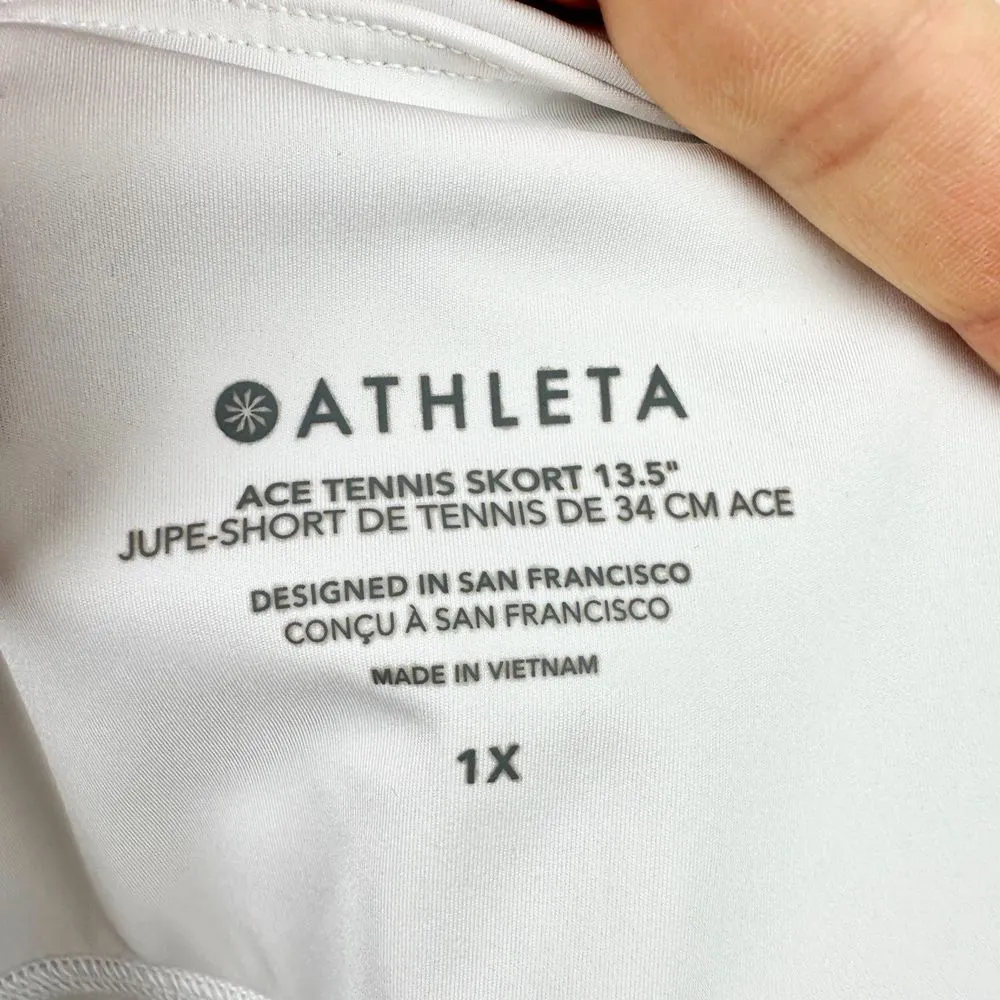 ATHLETA
ACE TENNIS SKORT 13.5"
JUPE-SHORT DE TENNIS DE 34 CM ACE
DESIGNED IN SAN FRANCISCO
CONÇU À SAN FRANCISCO
MADE IN VIETNAM
1X